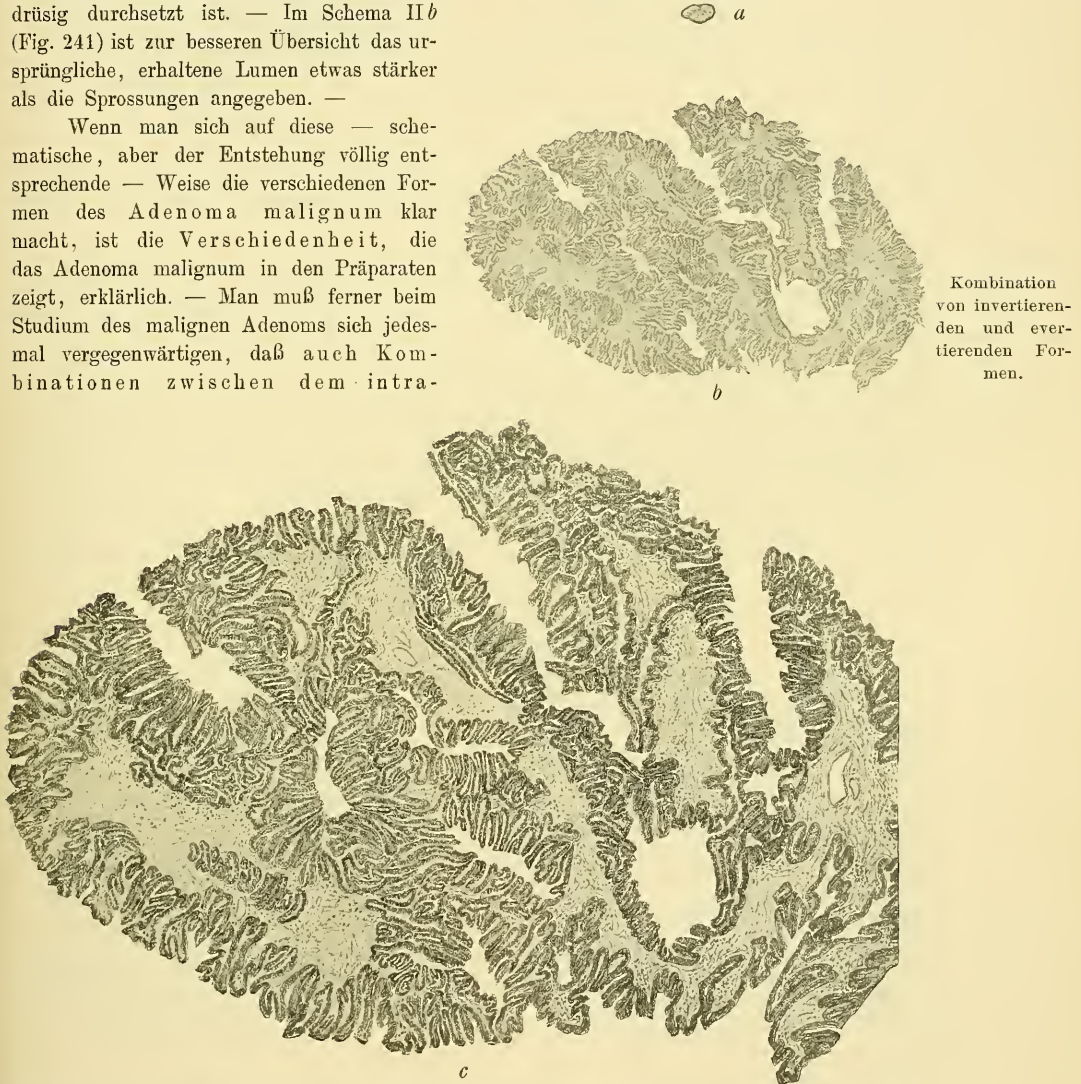 drüsig durchsetzt ist. — Im Schema IIb
(Fig. 241) ist zur besseren Übersicht das ur-
sprüngliche, erhaltene Lumen etwas stärker
als die Sprossungen angegeben. —
Wenn man sich auf diese — sche-
matische, aber der Entstehung völlig ent-
sprechende — Weise die verschiedenen For-
men des Adenoma malignum klar
macht, ist die Verschiedenheit, die
das Adenoma malignum in den Präparaten
zeigt, erklärlich. — Man muß ferner beim
Studium des malignen Adenoms sich jedes-
mal vergegenwärtigen, daß auch Kom-
binationen zwischen dem intra-
a
Kombination
von invertieren-
den und ever-
tierenden For-
men.
b
c